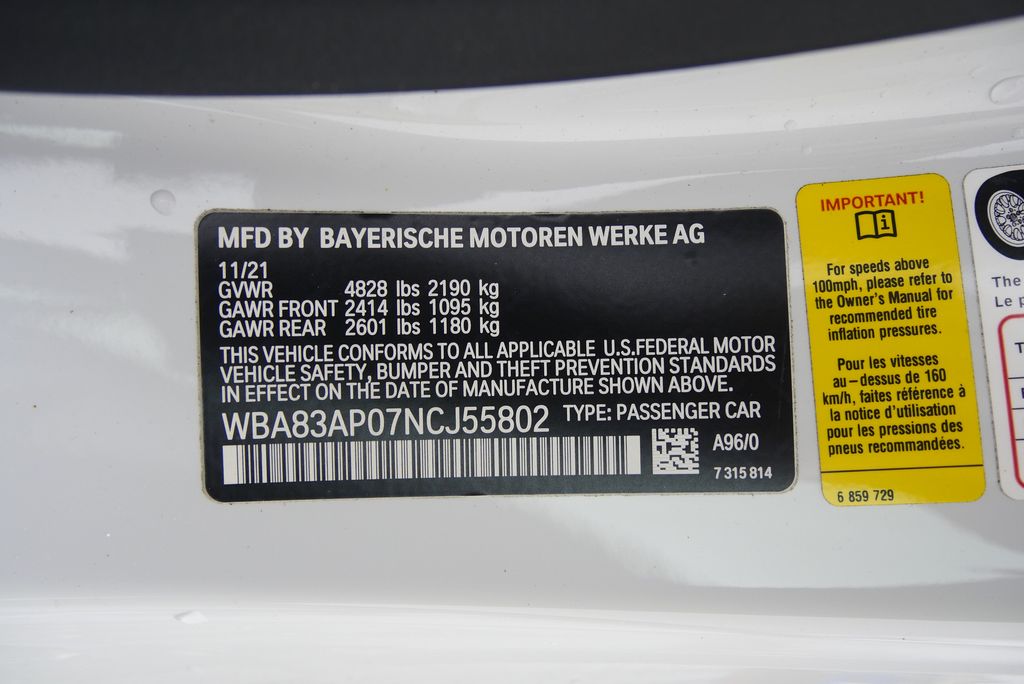 MFD BY BAYERISCHE MOTOREN WERKE AG
11/21
GVWR 4828 lbs 2190 kg
GAWR FRONT 2414 lbs 1095 kg
GAWR REAR 2601 lbs 1180 kg
THIS VEHICLE CONFORMS TO ALL APPLICABLE U.S.FEDERAL MOTOR
VEHICLE SAFETY, BUMPER AND THEFT PREVENTION STANDARDS
IN EFFECT ON THE DATE OF MANUFACTURE SHOWN ABOVE.
WBA83AP07NCJ55802 TYPE: PASSENGER CAR
A96/0
7 315 814
IMPORTANT!
i
For speeds above
100mph, please refer to
the Owner's Manual for
recommended tire
inflation pressures.
Pour les vitesses
au-dessus de 160
km/h, faites référence à
la notice d'utilisation
pour les pressions des
pneus recommandées.
6 859 729
The
Le